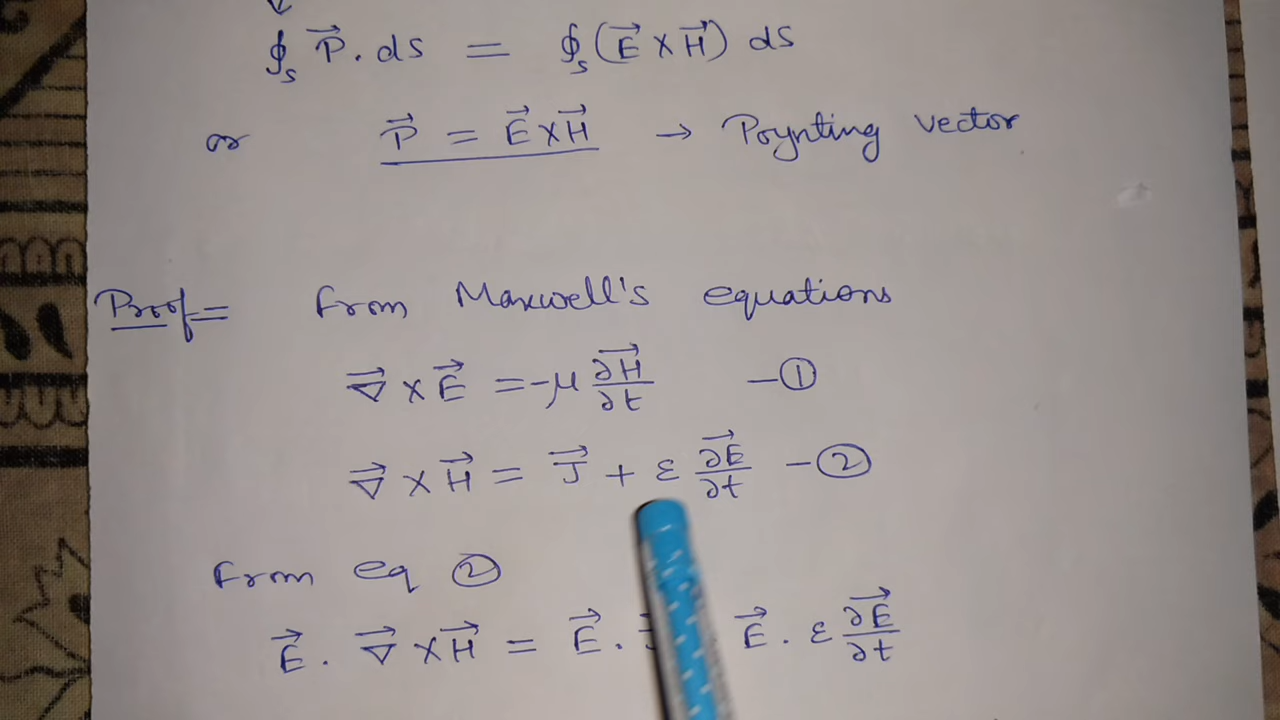 ∮s P⃗. ds = ∮s (E⃗ × H⃗) ds
or P⃗ = E⃗ × H⃗ → Poynting vector
Proof = From Maxwell's equations
∇⃗ × E⃗ = -μ ∂H⃗/∂t — ①
∇⃗ × H⃗ = J⃗ + ε ∂E⃗/∂t — ②
From eq ②
E⃗. ∇⃗ × H⃗ = E⃗. E⃗. ε ∂E⃗/∂t